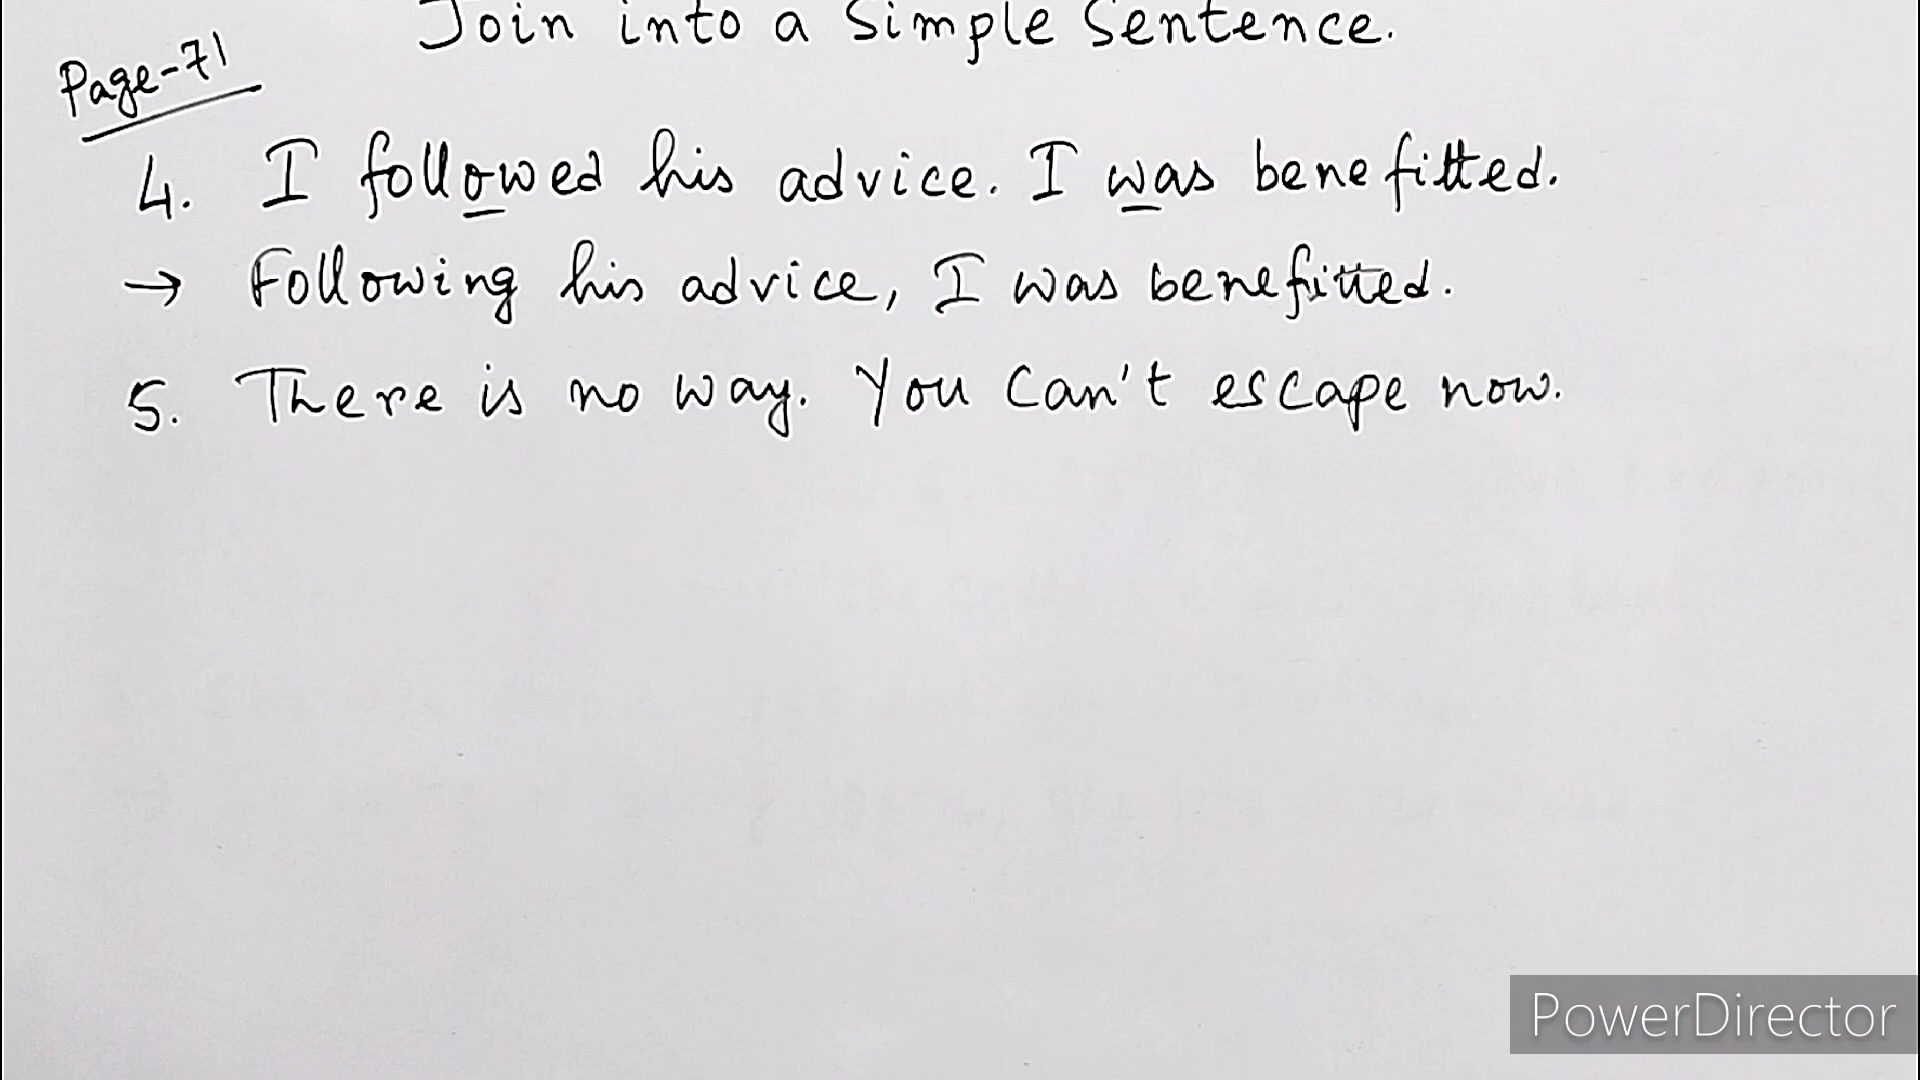 Join into a Simple Sentence.
Page-71
4. I followed his advice. I was benefitted.
→ Following his advice, I was benefitted.
5. There is no way. You can't escape now.
PowerDirector